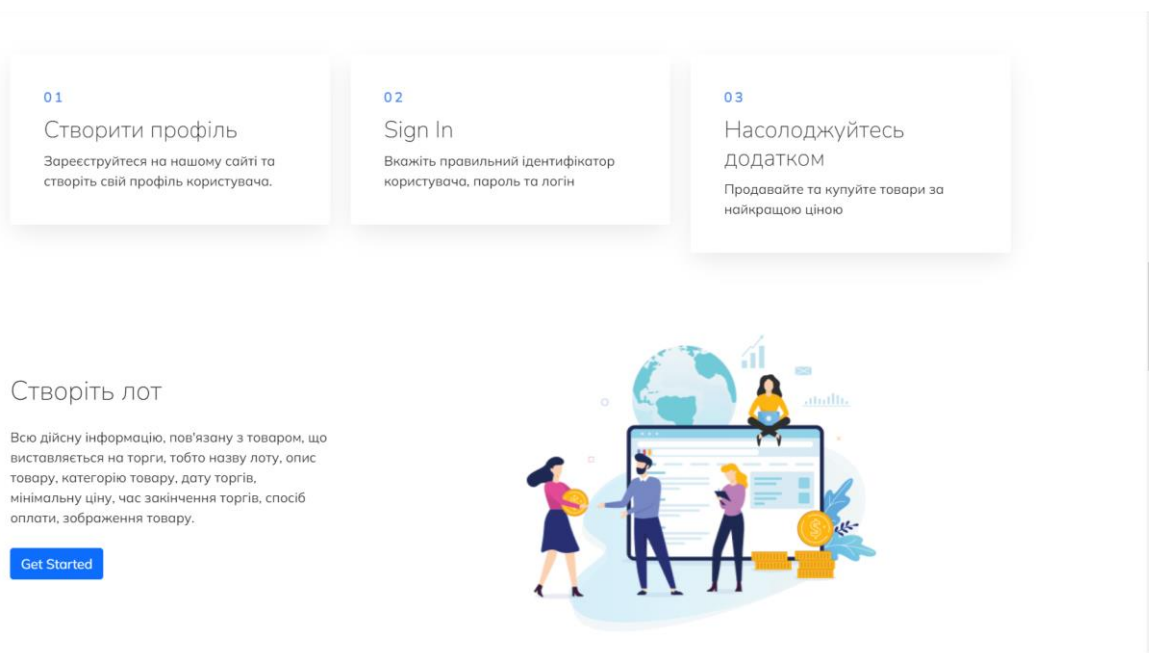 01
Створити профіль
Зареєструйтеся на нашому сайті та
створіть свій профіль користувача.
02
Sign In
Вкажіть правильний ідентифікатор
користувача, пароль та логін
03
Насолоджуйтесь
додатком
Продавайте та купуйте товари за
найкращою ціною
Створіть лот
Всю дійсну інформацію, пов'язану з товаром, що
виставляється на торги, тобто назву лоту, опис
товару, категорію товару, дату торгів,
мінімальну ціну, час закінчення торгів, спосіб
оплати, зображення товару.
Get Started